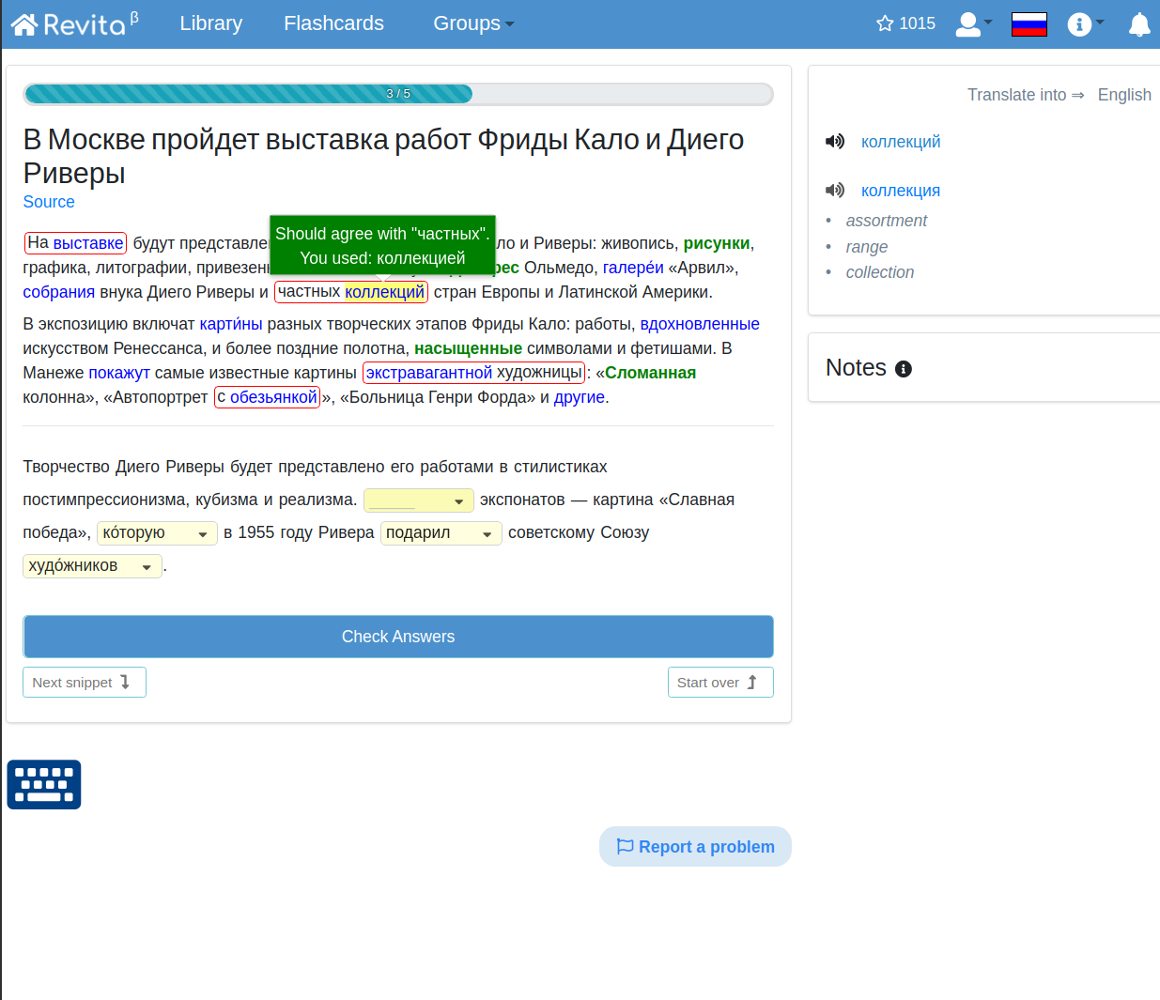 Revita β Library Flashcards Groups 1015
3 / 5
В Москве пройдет выставка работ Фриды Кало и Диего
Риверы
Source
Should agree with "частных".
You used: коллекцией
На выставке будут представле ло и Риверы: живопись, рисунки,
графика, литографии, привезен рес Ольмедо, галере́и «Арвил»,
собрания внука Диего Риверы и частных коллекций стран Европы и Латинской Америки.
В экспозицию включат карти́ны разных творческих этапов Фриды Кало: работы, вдохновленные
искусством Ренессанса, и более поздние полотна, насыщенные символами и фетишами. В
Манеже покажут самые известные картины экстравагантной художницы: «Сломанная
колонна», «Автопортрет с обезьянкой», «Больница Генри Форда» и другие.
Творчество Диего Риверы будет представлено его работами в стилистиках
постимпрессионизма, кубизма и реализма. ______ экспонатов — картина «Славная
победа», ко́торую в 1955 году Ривера подарил советскому Союзу
худо́жников.
Check Answers
Next snippet
Start over
Report a problem
Translate into ⇒ English
коллекций
коллекция
• assortment
• range
• collection
Notes